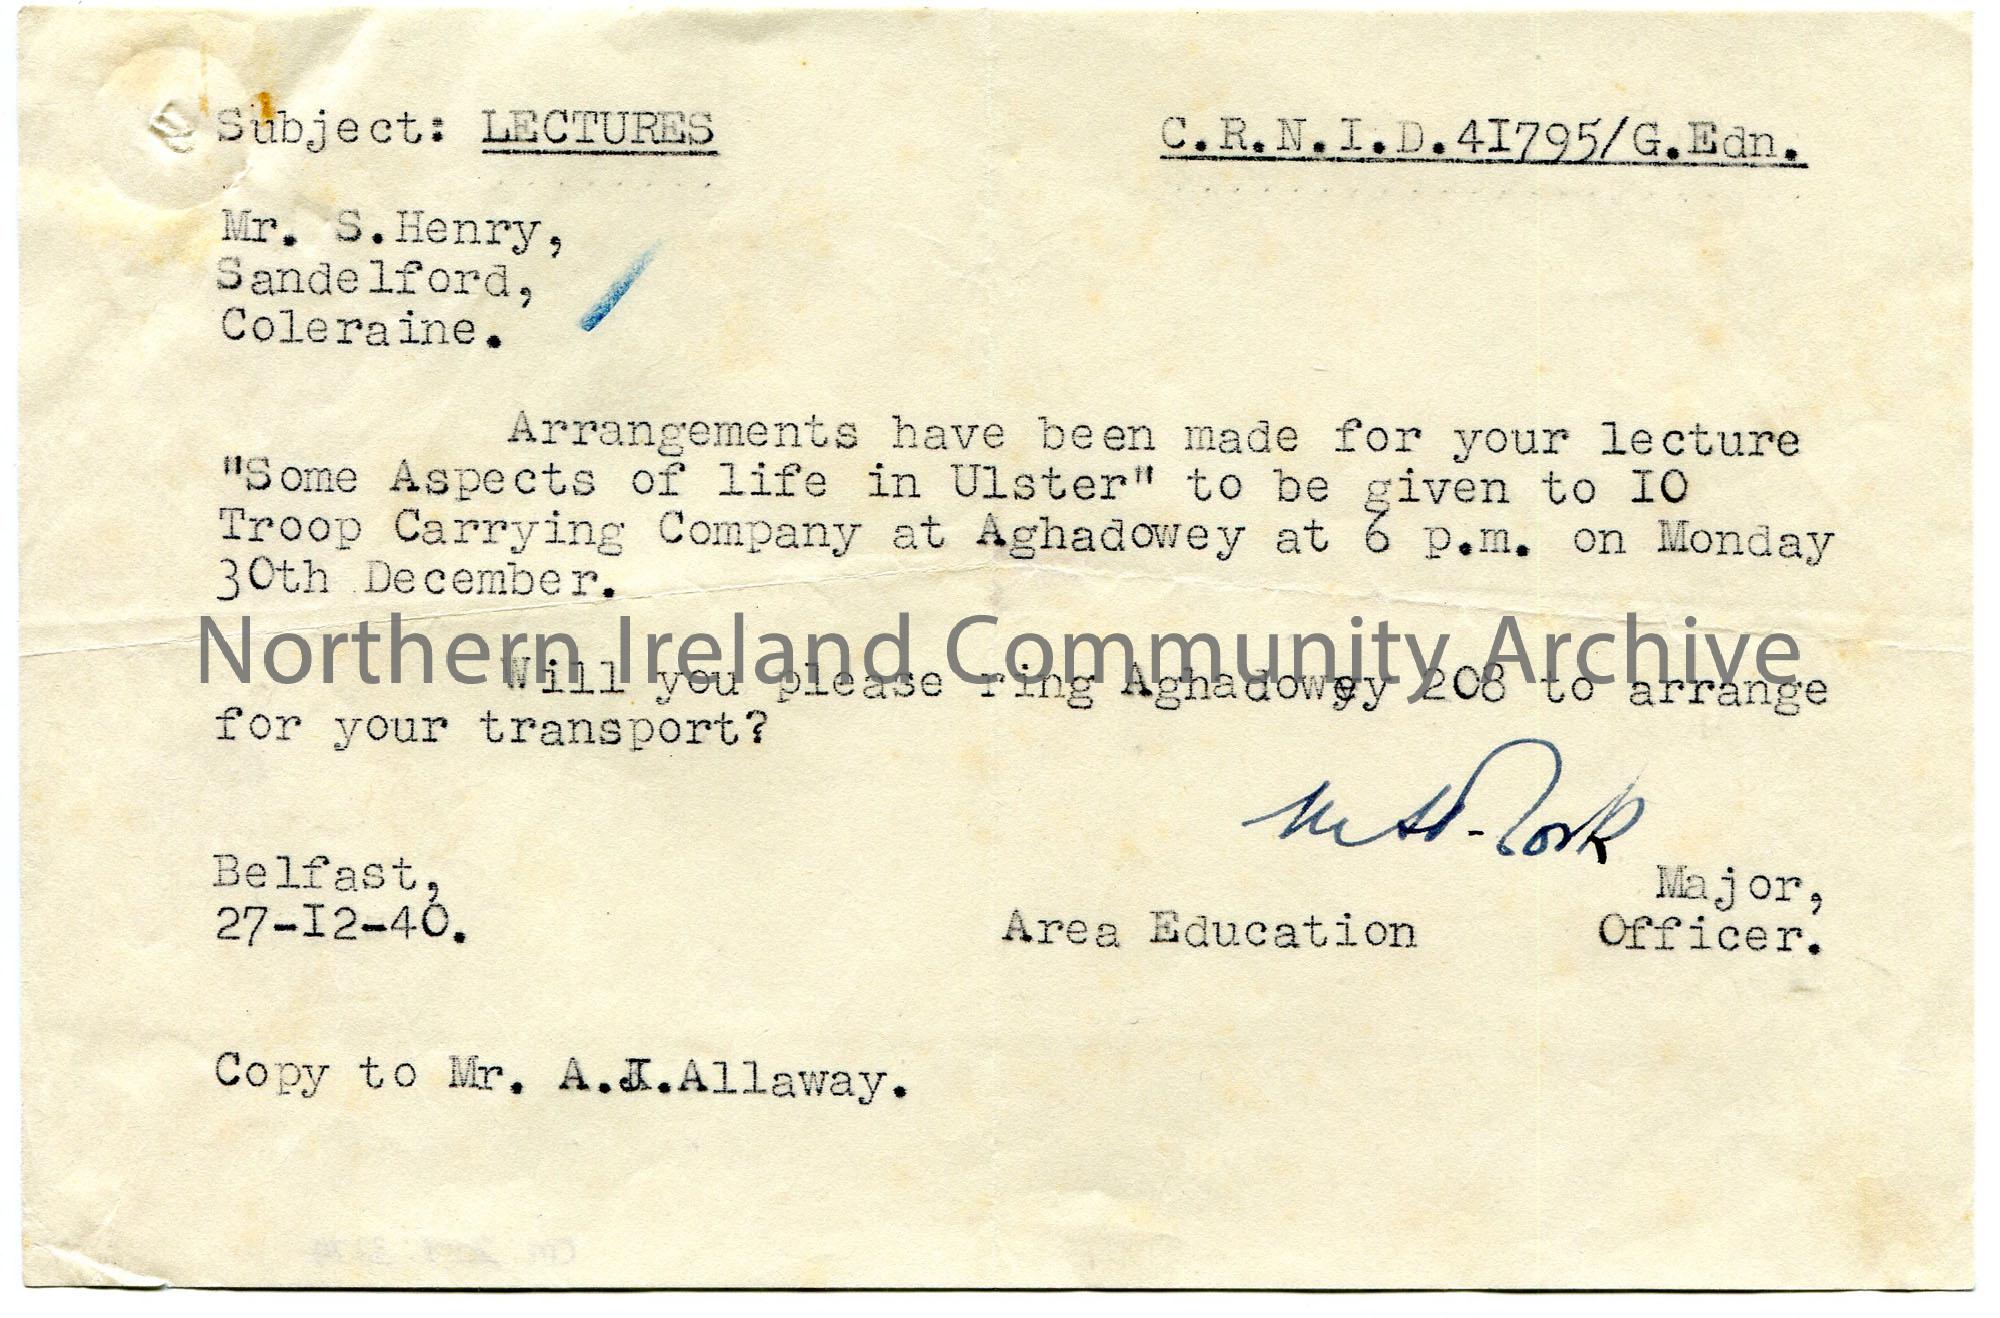 Subject: LECTURES C.R.N.I.D.41795/G.Edn.
Mr. S.Henry,
Sandelford,
Coleraine.
Arrangements have been made for your lecture
"Some Aspects of life in Ulster" to be given to IO
Troop Carrying Company at Aghadowey at 6 p.m. on Monday
30th December.
Northern Ireland Community Archive
Will you please ring Aghadowey 208 to arrange
for your transport?
Belfast, Major,
27-I2-40. Area Education Officer.
Copy to Mr. Allaway.